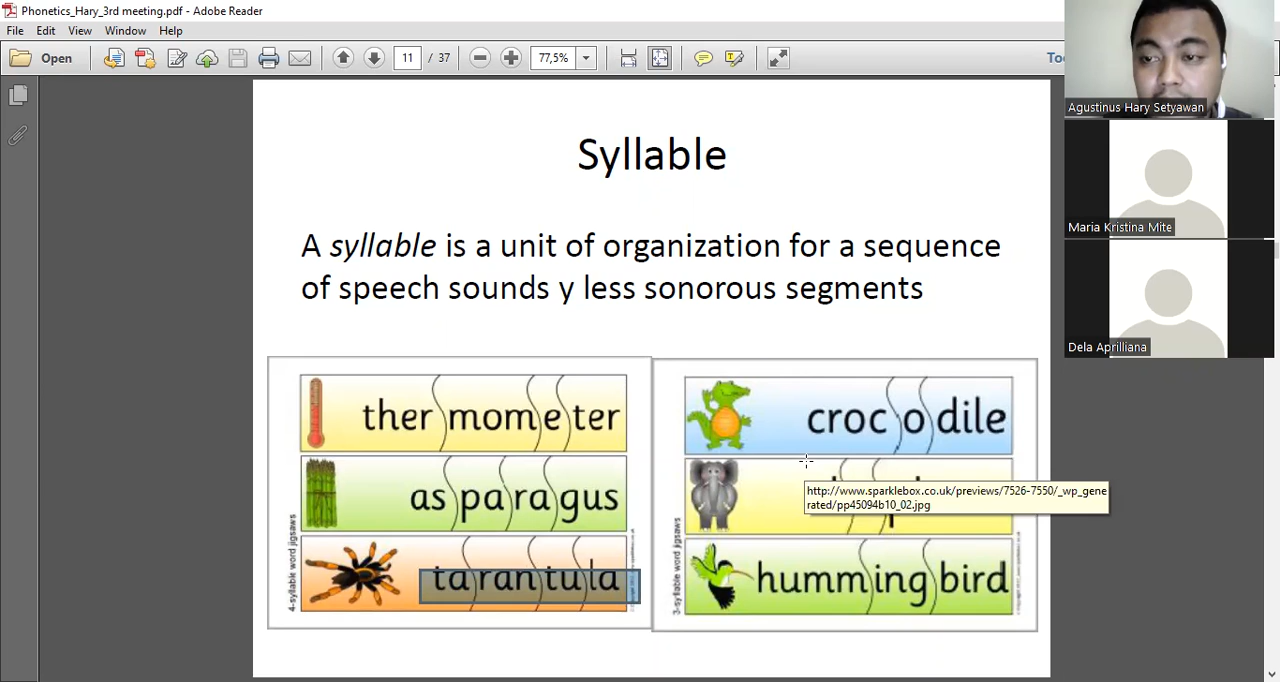 Phonetics_Hary_3rd meeting.pdf - Adobe Reader
File Edit View Window Help
Open 11 / 37 77,5%
Agustinus Hary Setyawan
Maria Kristina Mite
Dela Aprilliana
Syllable
A syllable is a unit of organization for a sequence
of speech sounds y less sonorous segments
ther mom e ter
as pa ra gus
ta ran tu la
4-syllable word jigsaws
croc o dile
http://www.sparklebox.co.uk/previews/7526-7550/_wp_gene
rated/pp45094b10_02.jpg
humm ing bird
3-syllable word jigsaws